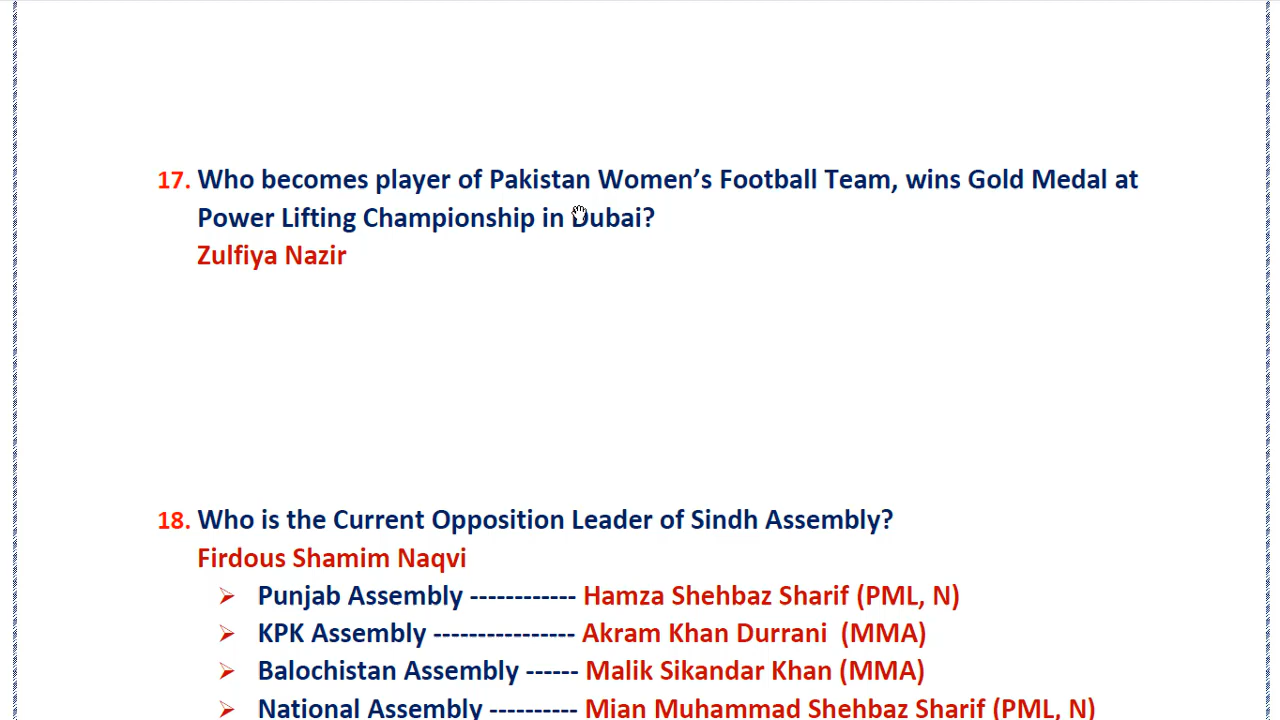 17. Who becomes player of Pakistan Women’s Football Team, wins Gold Medal at
Power Lifting Championship in Dubai?
Zulfiya Nazir
18. Who is the Current Opposition Leader of Sindh Assembly?
Firdous Shamim Naqvi
➢ Punjab Assembly ------------ Hamza Shehbaz Sharif (PML, N)
➢ KPK Assembly ---------------- Akram Khan Durrani  (MMA)
➢ Balochistan Assembly ------ Malik Sikandar Khan (MMA)
➢ National Assembly ---------- Mian Muhammad Shehbaz Sharif (PML, N)